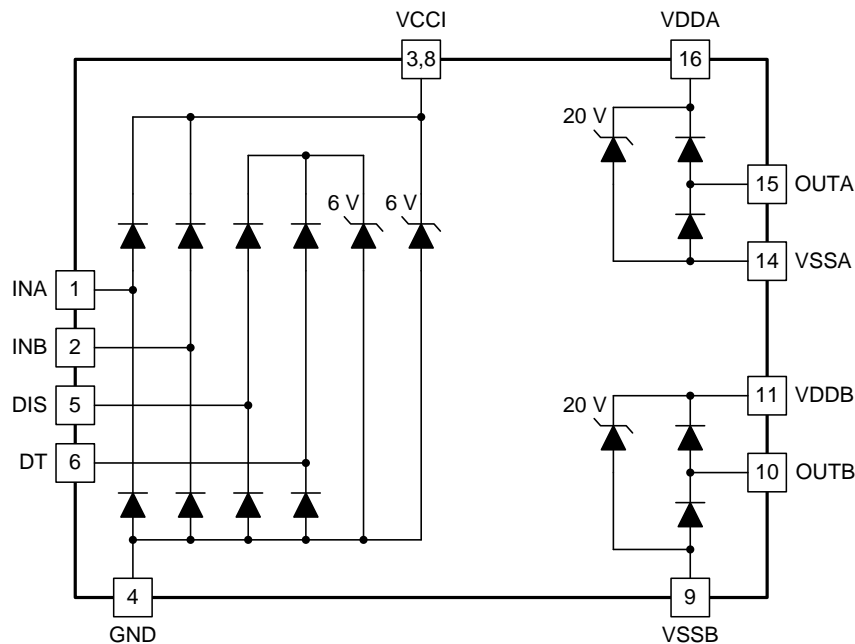 VCCI
VDDA
3,8
16
20 V
15 OUTA
6 V 6 V
14 VSSA
INA 1
INB 2
DIS 5
11 VDDB
20 V
DT 6
10 OUTB
4
9
GND
VSSB